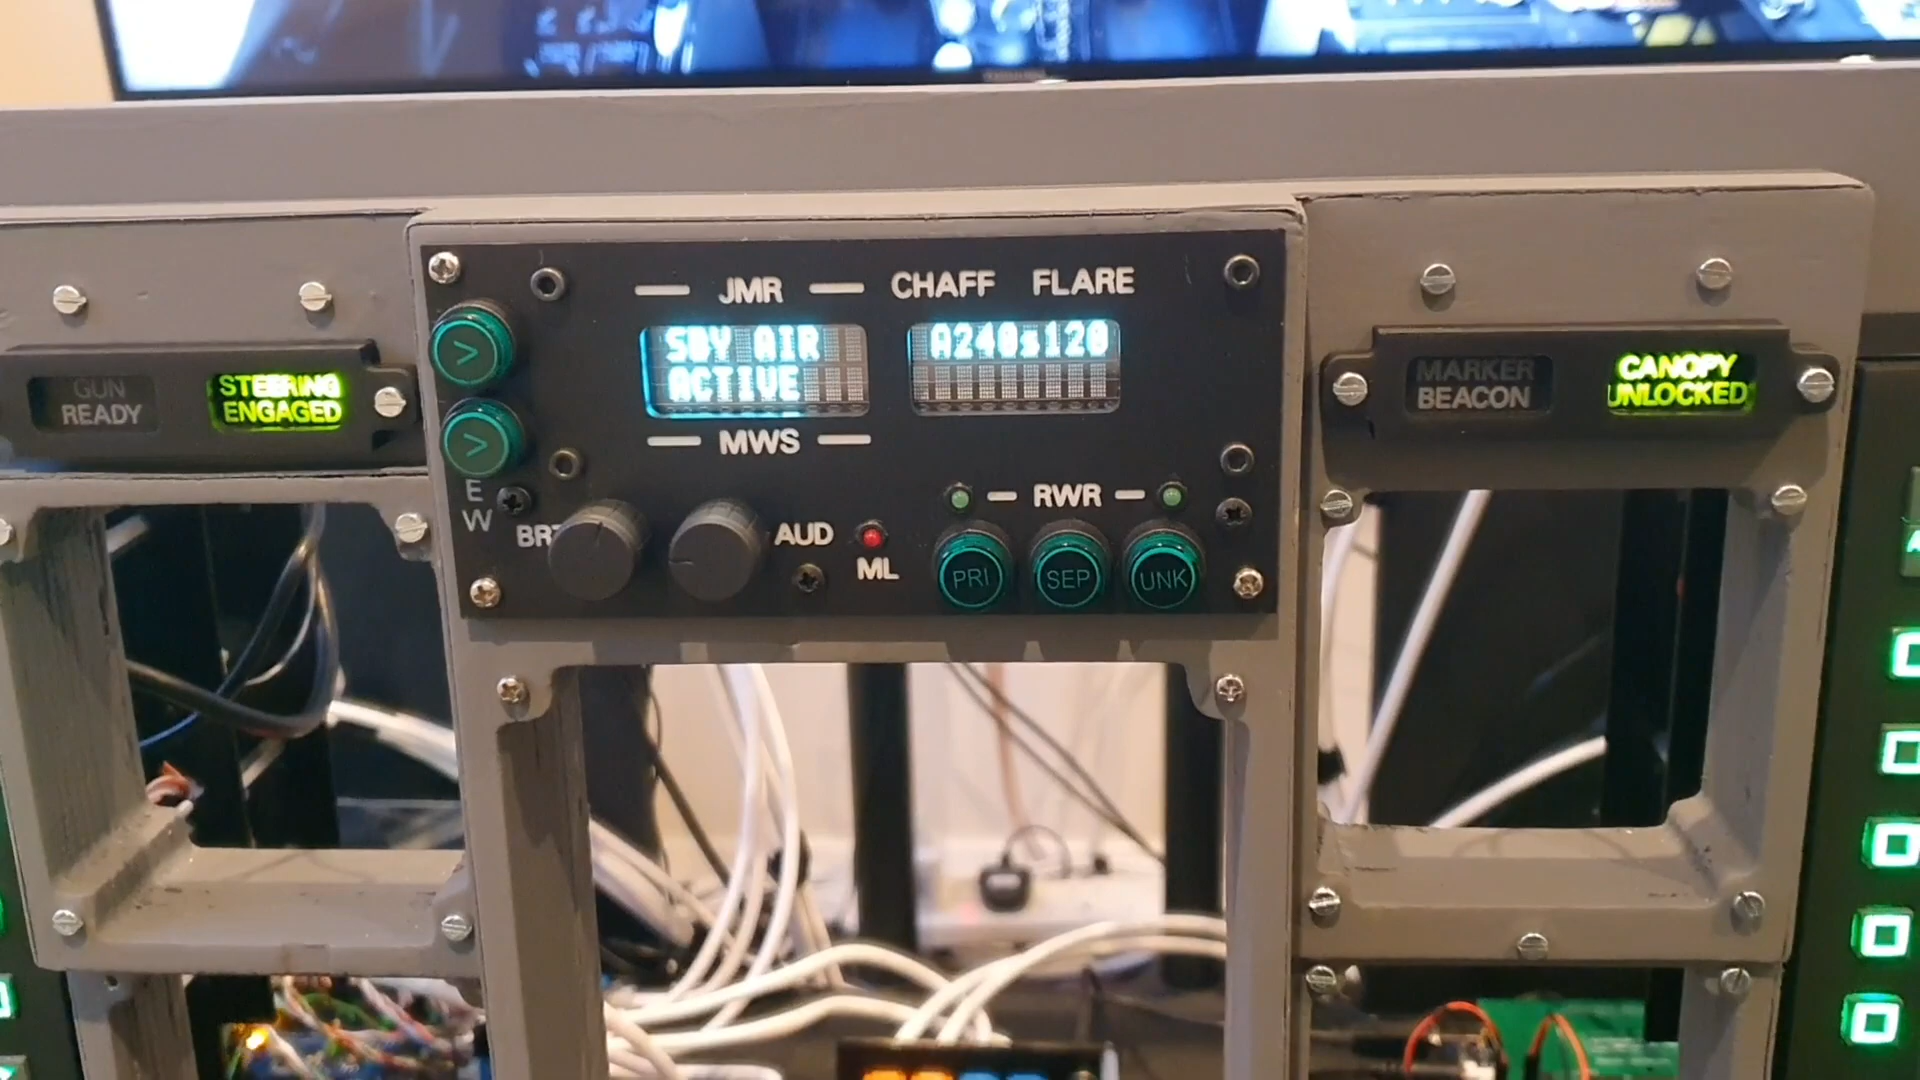 JMR
CHAFF FLARE
>
SBY AIR
ACTIVE
A240s120
GUN
READY
STEERING
ENGAGED
MARKER
BEACON
CANOPY
UNLOCKED
>
MWS
E
W
BRT
AUD
ML
RWR
PRI
SEP
UNK